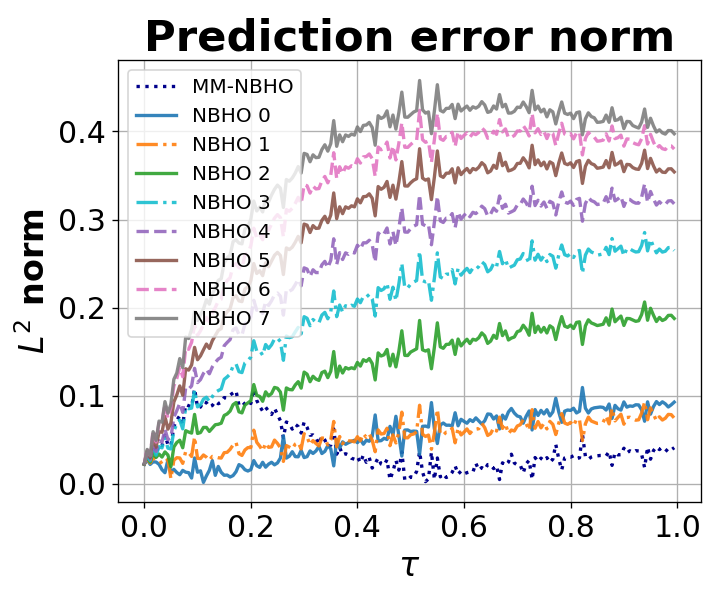 Prediction error norm
MM-NBHO
NBHO 0
NBHO 1
NBHO 2
NBHO 3
NBHO 4
NBHO 5
NBHO 6
NBHO 7
0.4
0.3
0.2
0.1
0.0
L² norm
0.0 0.2 0.4 0.6 0.8 1.0
τ